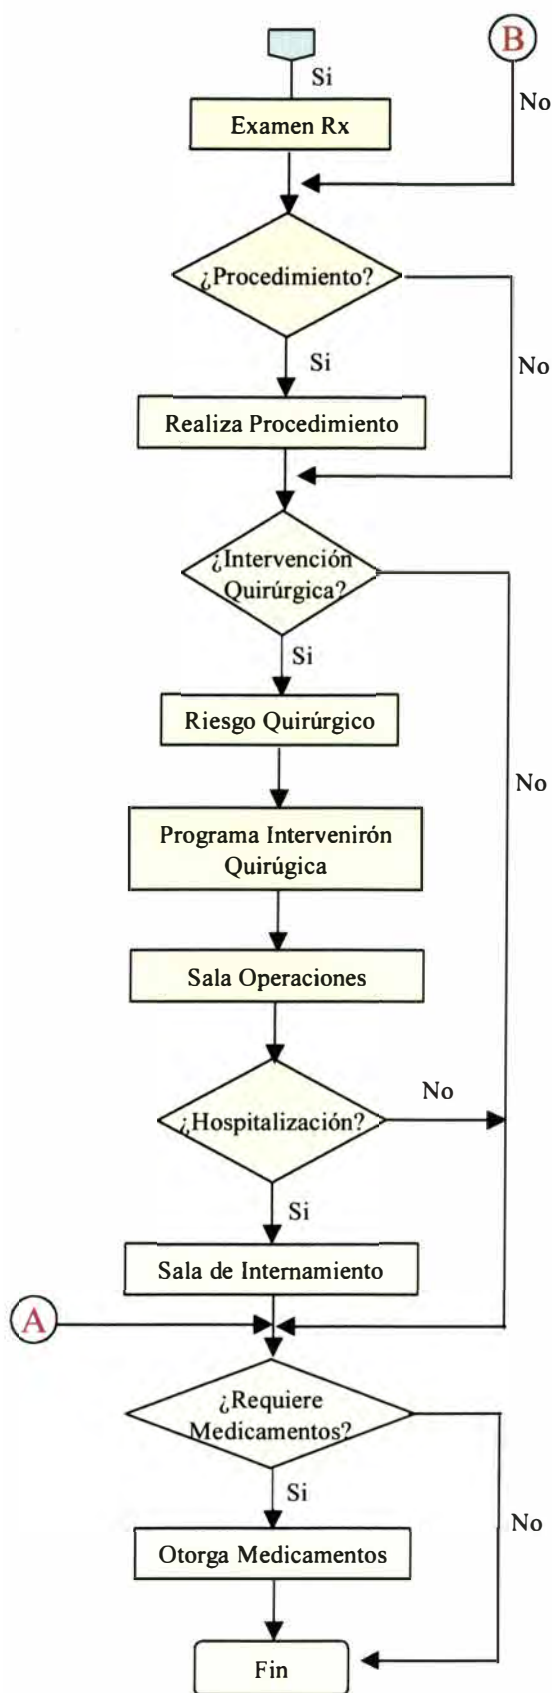 B
Si
No
Examen Rx
¿Procedimiento?
Si
No
Realiza Procedimiento
¿Intervención
Quirúrgica?
Si
Riesgo Quirúrgico
No
Programa Intervenirón
Quirúgica
Sala Operaciones
No
¿Hospitalización?
Si
Sala de Internamiento
A
¿Requiere
Medicamentos?
Si
No
Otorga Medicamentos
Fin